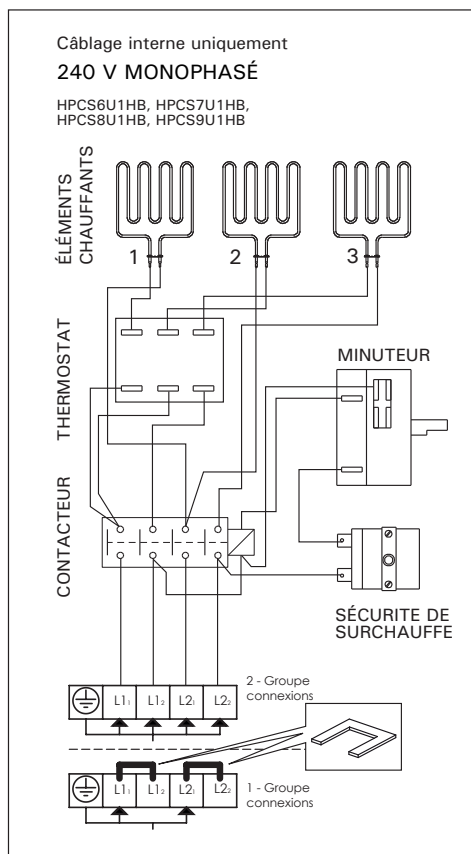 Câblage interne uniquement
240 V MONOPHASÉ
HPCS6U1HB, HPCS7U1HB,
HPCS8U1HB, HPCS9U1HB
ÉLÉMENTS
CHAUFFANTS
1
2
3
THERMOSTAT
MINUTEUR
CONTACTEUR
SÉCURITE DE
SURCHAUFFE
2 - Groupe
connexions
L1₁ L1₂ L2₁ L2₂
L1₁ L1₂ L2₁ L2₂
1 - Groupe
connexions